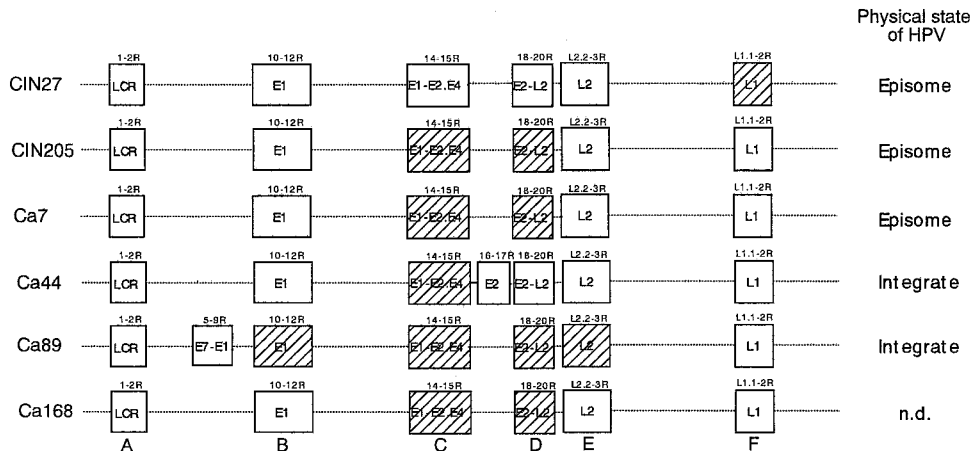 Physical state
of HPV
1-2R 10-12R 14-15R 18-20R L2.2-3R L1.1-2R
CIN27 LCR E1 E1-E2.E4 E2-L2 L2 L1 Episome
1-2R 10-12R 14-15R 18-20R L2.2-3R L1.1-2R
CIN205 LCR E1 E1-E2.E4 E2-L2 L2 L1 Episome
1-2R 10-12R 14-15R 18-20R L2.2-3R L1.1-2R
Ca7 LCR E1 E1-E2.E4 E2-L2 L2 L1 Episome
1-2R 10-12R 14-15R 16-17R 18-20R L2.2-3R L1.1-2R
Ca44 LCR E1 E1-E2.E4 E2 E2-L2 L2 L1 Integrate
1-2R 5-9R 10-12R 14-15R 18-20R L2.2-3R L1.1-2R
Ca89 LCR E7-E1 E1 E1-E2.E4 E2-L2 L2 L1 Integrate
1-2R 10-12R 14-15R 18-20R L2.2-3R L1.1-2R
Ca168 LCR E1 E1-E2.E4 E2-L2 L2 L1 n.d.
A B C D E F